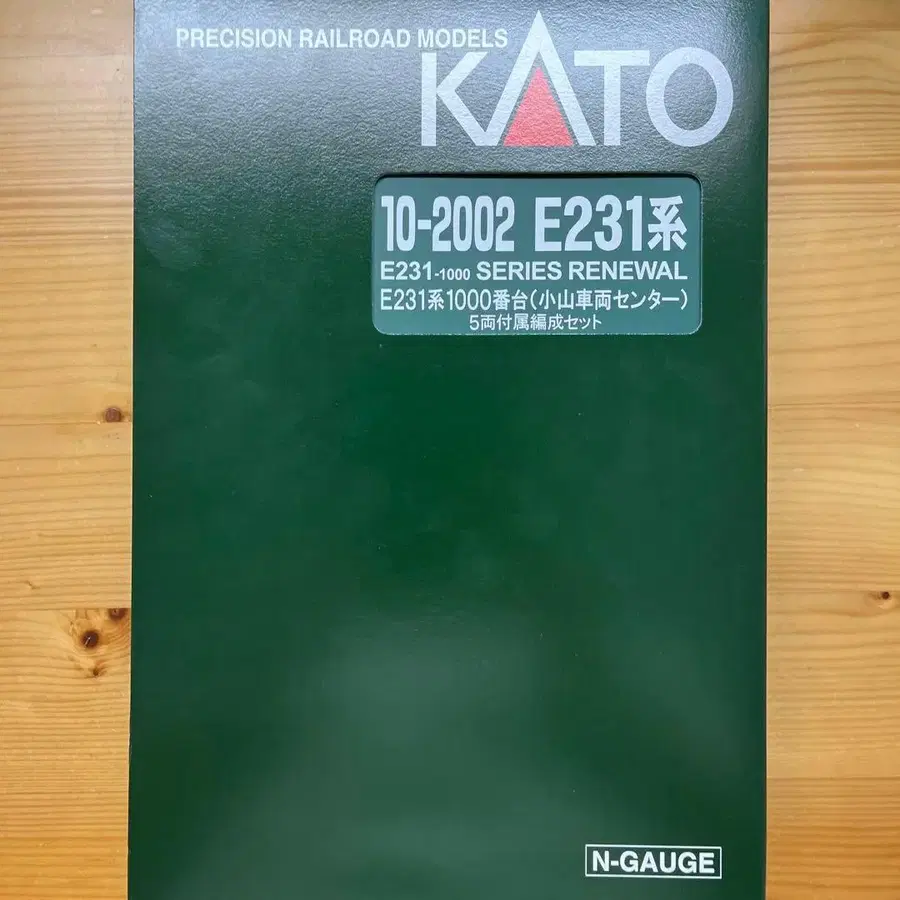 PRECISION RAILROAD MODELS
KATO
10-2002 E231系
E231-1000 SERIES RENEWAL
E231系1000番台(小山車両センター)
5両付属編成セット
N-GAUGE